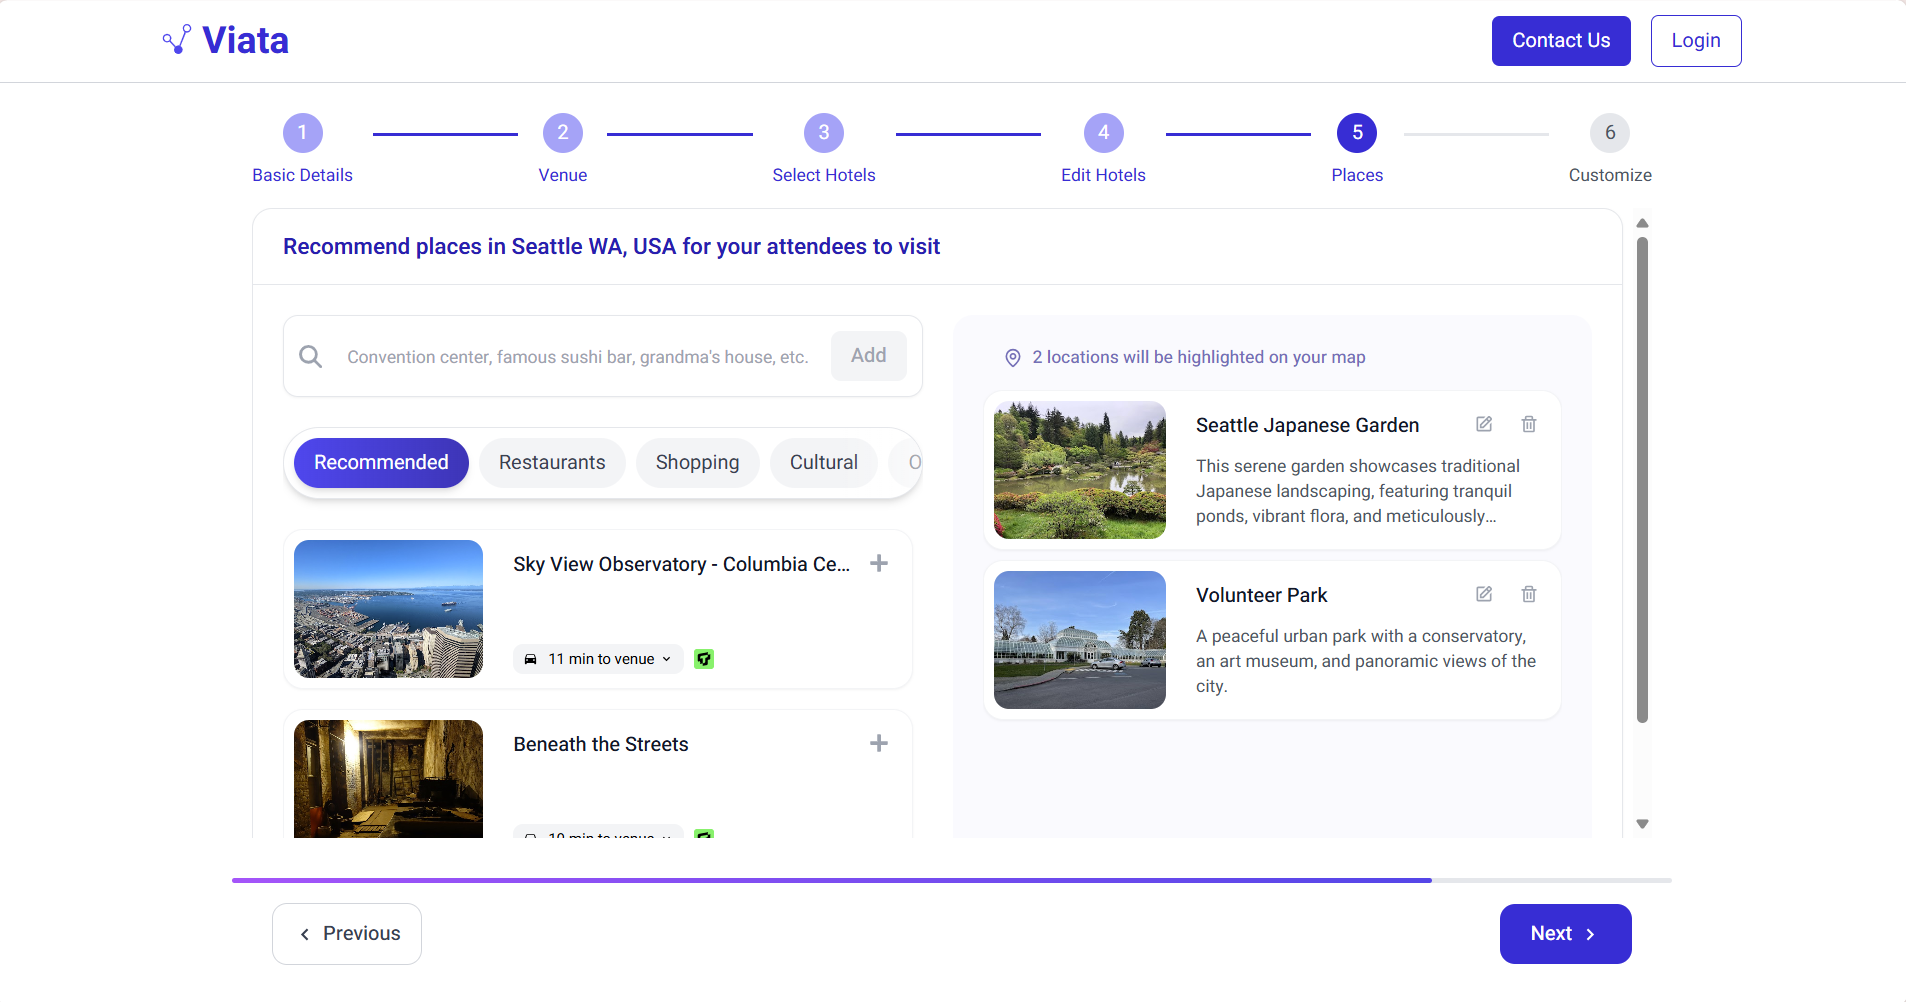 Viata
Contact Us
Login
1
2
3
4
5
6
Basic Details
Venue
Select Hotels
Edit Hotels
Places
Customize
Recommend places in Seattle WA, USA for your attendees to visit
Convention center, famous sushi bar, grandma's house, etc.
Add
Recommended
Restaurants
Shopping
Cultural
O
Sky View Observatory - Columbia Ce...
11 min to venue
Beneath the Streets
10 min to venue
2 locations will be highlighted on your map
Seattle Japanese Garden
This serene garden showcases traditional
Japanese landscaping, featuring tranquil
ponds, vibrant flora, and meticulously...
Volunteer Park
A peaceful urban park with a conservatory,
an art museum, and panoramic views of the
city.
Previous
Next